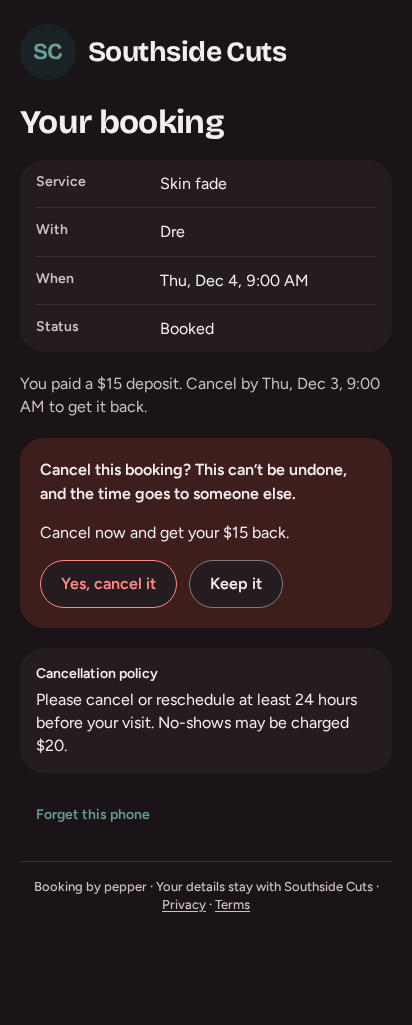 SC
Southside Cuts
Your booking
Service
Skin fade
With
Dre
When
Thu, Dec 4, 9:00 AM
Status
Booked
You paid a $15 deposit. Cancel by Thu, Dec 3, 9:00
AM to get it back.
Cancel this booking? This can’t be undone,
and the time goes to someone else.
Cancel now and get your $15 back.
Yes, cancel it
Keep it
Cancellation policy
Please cancel or reschedule at least 24 hours
before your visit. No-shows may be charged
$20.
Forget this phone
Booking by pepper · Your details stay with Southside Cuts ·
Privacy · Terms